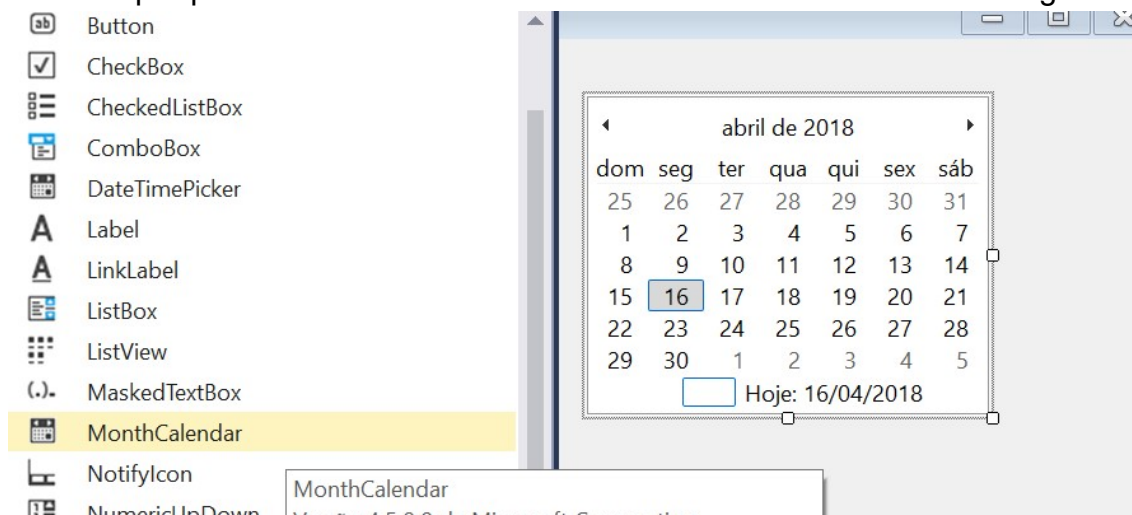 Button
CheckBox
CheckedListBox
ComboBox
DateTimePicker
Label
LinkLabel
ListBox
ListView
MaskedTextBox
MonthCalendar
NotifyIcon
NumericUpDown
MonthCalendar
abril de 2018
dom seg ter qua qui sex sáb
25 26 27 28 29 30 31
1 2 3 4 5 6 7
8 9 10 11 12 13 14
15 16 17 18 19 20 21
22 23 24 25 26 27 28
29 30 1 2 3 4 5
Hoje: 16/04/2018